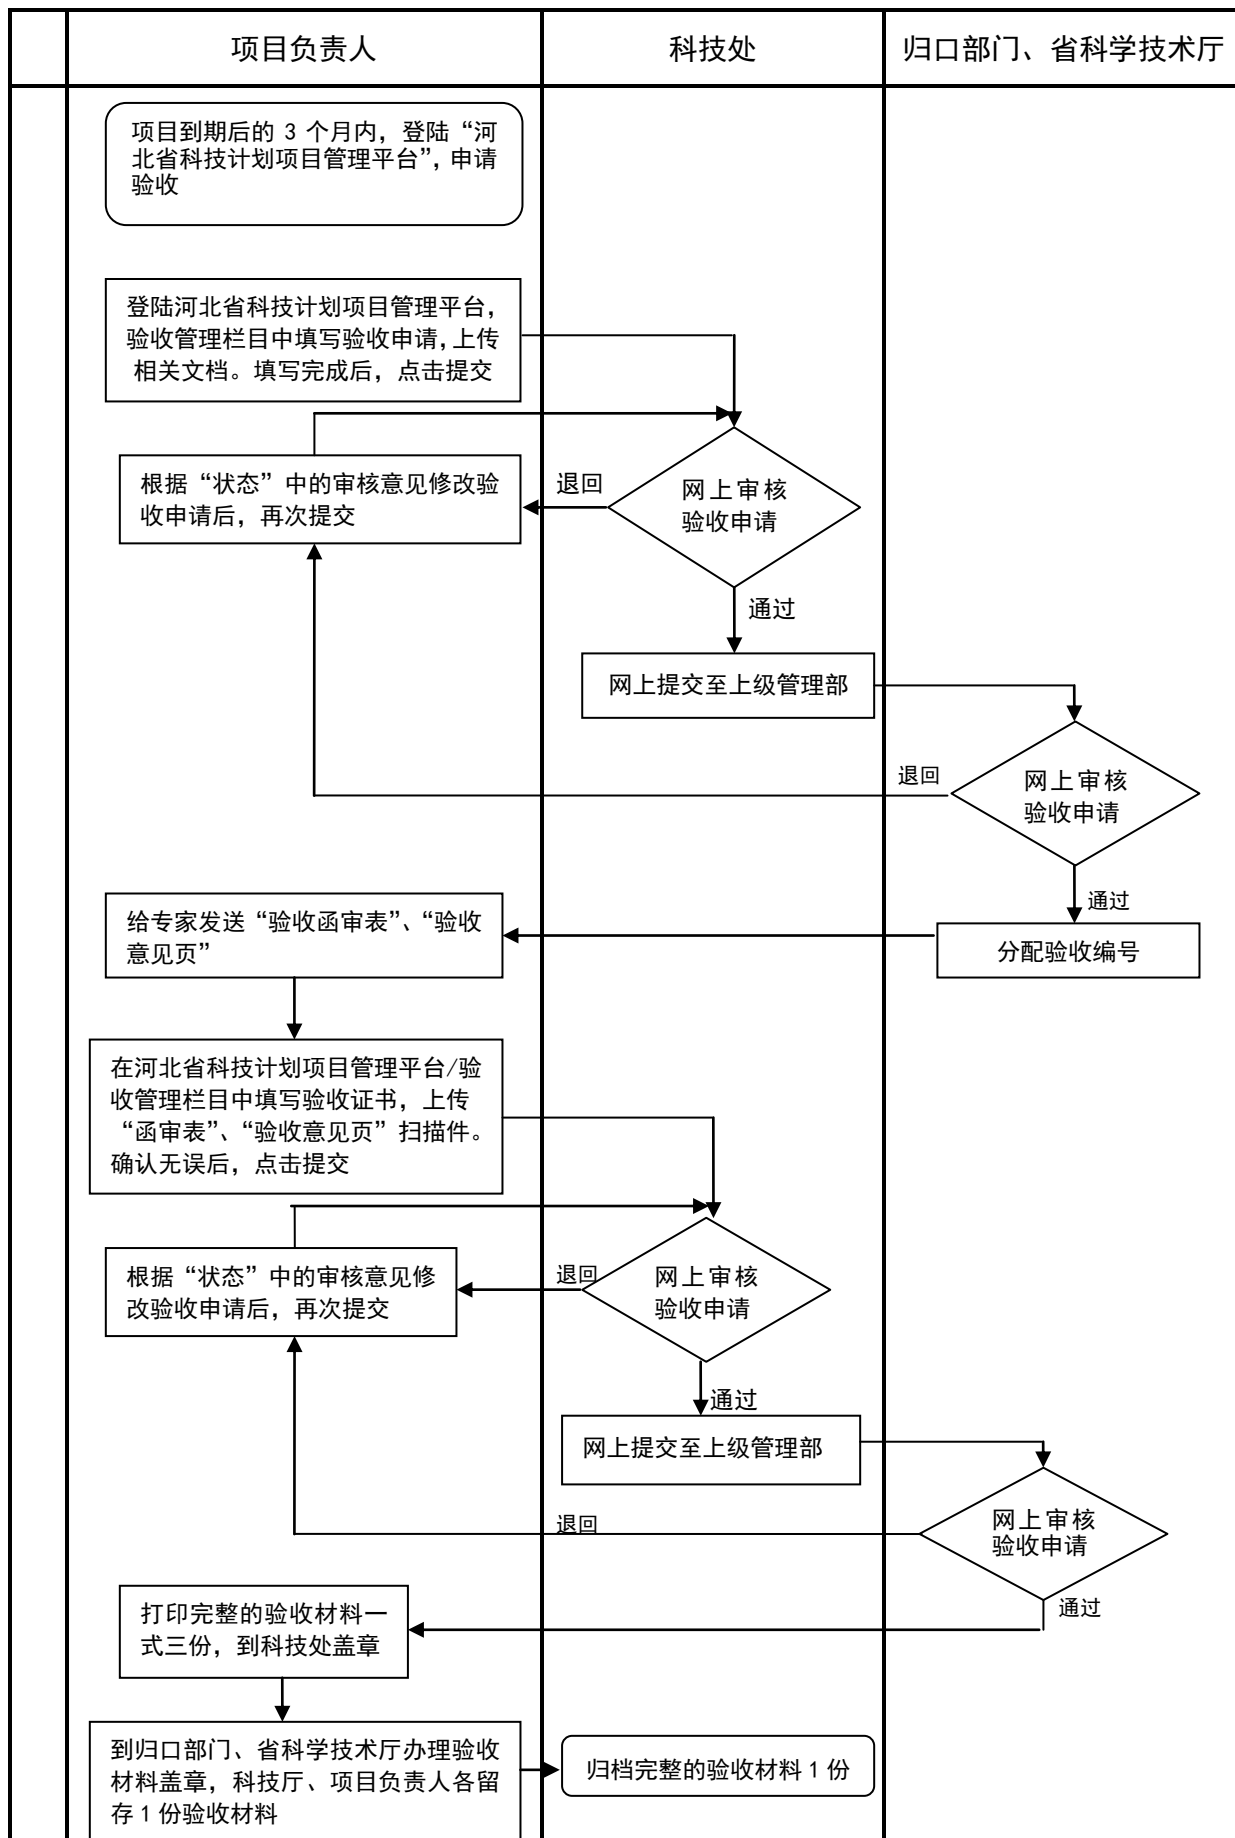 项目负责人
科技处
归口部门、省科学技术厅
项目到期后的 3 个月内，登陆“河
北省科技计划项目管理平台”，申请
验收
登陆河北省科技计划项目管理平台，
验收管理栏目中填写验收申请，上传
相关文档。填写完成后，点击提交
根据“状态”中的审核意见修改验
收申请后，再次提交
退回
网上审核
验收申请
通过
网上提交至上级管理部
退回
网上审核
验收申请
通过
分配验收编号
给专家发送“验收函审表”、“验收
意见页”
在河北省科技计划项目管理平台/验
收管理栏目中填写验收证书，上传
“函审表”、“验收意见页”扫描件。
确认无误后，点击提交
根据“状态”中的审核意见修
改验收申请后，再次提交
退回
网上审核
验收申请
通过
网上提交至上级管理部
退回
网上审核
验收申请
通过
打印完整的验收材料一
式三份，到科技处盖章
到归口部门、省科学技术厅办理验收
材料盖章，科技厅、项目负责人各留
存 1 份验收材料
归档完整的验收材料 1 份